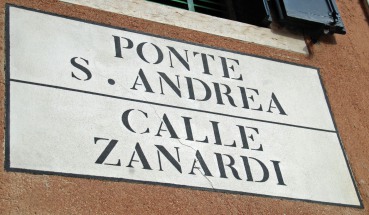 PONTE
S. ANDREA
CALLE
ZANARDI